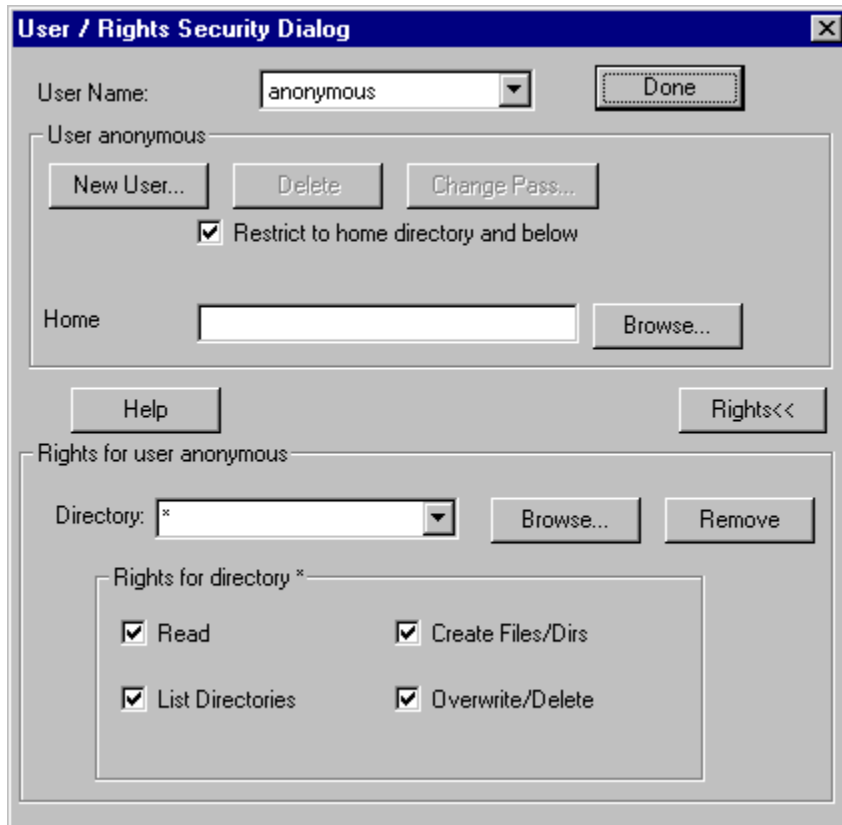 User / Rights Security Dialog
User Name: anonymous Done
User anonymous
New User... Delete Change Pass...
Restrict to home directory and below
Home Browse...
Help Rights<<
Rights for user anonymous
Directory: * Browse... Remove
Rights for directory *
Read Create Files/Dirs
List Directories Overwrite/Delete